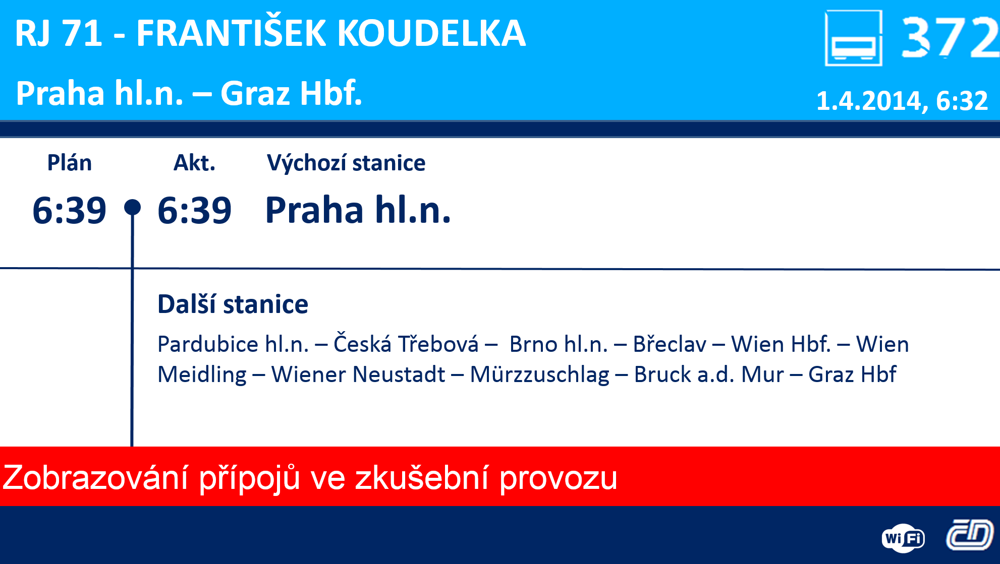 RJ 71 - FRANTIŠEK KOUDELKA
372
Praha hl.n. – Graz Hbf.
1.4.2014, 6:32
Plán Akt. Výchozí stanice
6:39 6:39 Praha hl.n.
Další stanice
Pardubice hl.n. – Česká Třebová – Brno hl.n. – Břeclav – Wien Hbf. – Wien
Meidling – Wiener Neustadt – Mürzzuschlag – Bruck a.d. Mur – Graz Hbf
Zobrazování přípojů ve zkušební provozu
WiFi ČD